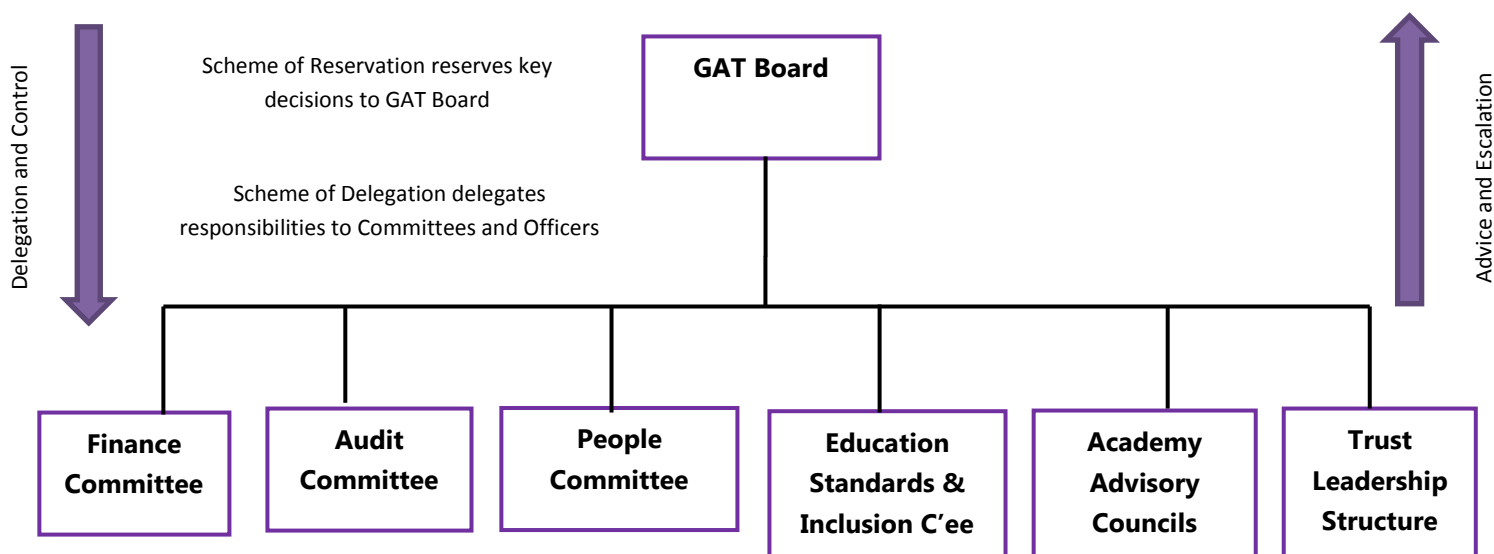 Delegation and Control
Scheme of Reservation reserves key
decisions to GAT Board
Scheme of Delegation delegates
responsibilities to Committees and Officers
GAT Board
Advice and Escalation
Finance
Committee
Audit
Committee
People
Committee
Education
Standards &
Inclusion C’ee
Academy
Advisory
Councils
Trust
Leadership
Structure